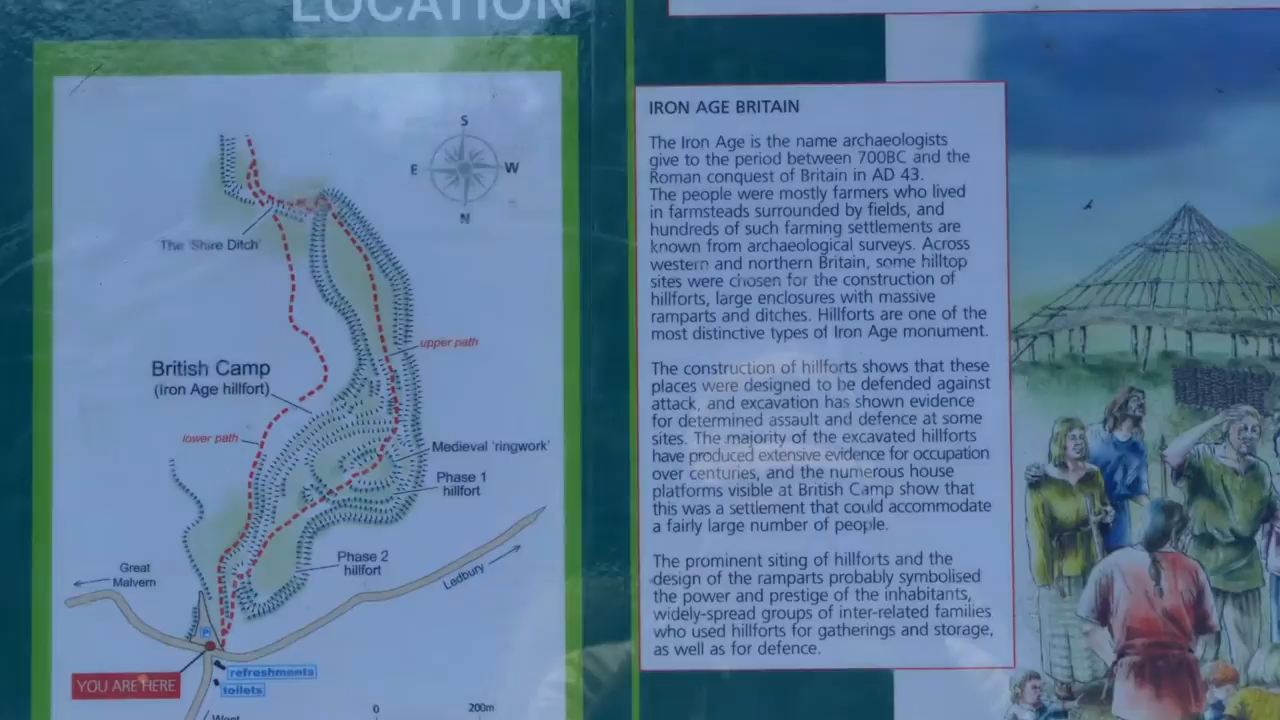 LOCATION
S
E
W
N
The 'Shire Ditch'
upper path
British Camp
(Iron Age hillfort)
lower path
Medieval 'ringwork'
Phase 1
hillfort
Phase 2
hillfort
Great
Malvern
Ledbury
P
YOU ARE HERE
refreshments
toilets
West
0
200m
IRON AGE BRITAIN
The Iron Age is the name archaeologists
give to the period between 700BC and the
Roman conquest of Britain in AD 43.
The people were mostly farmers who lived
in farmsteads surrounded by fields, and
hundreds of such farming settlements are
known from archaeological surveys. Across
western and northern Britain, some hilltop
sites were chosen for the construction of
hillforts, large enclosures with massive
ramparts and ditches. Hillforts are one of the
most distinctive types of Iron Age monument.
The construction of hillforts shows that these
places were designed to be defended against
attack, and excavation has shown evidence
for determined assault and defence at some
sites. The majority of the excavated hillforts
have produced extensive evidence for occupation
over centuries, and the numerous house
platforms visible at British Camp show that
this was a settlement that could accommodate
a fairly large number of people.
The prominent siting of hillforts and the
design of the ramparts probably symbolised
the power and prestige of the inhabitants,
widely-spread groups of inter-related families
who used hillforts for gatherings and storage,
as well as for defence.